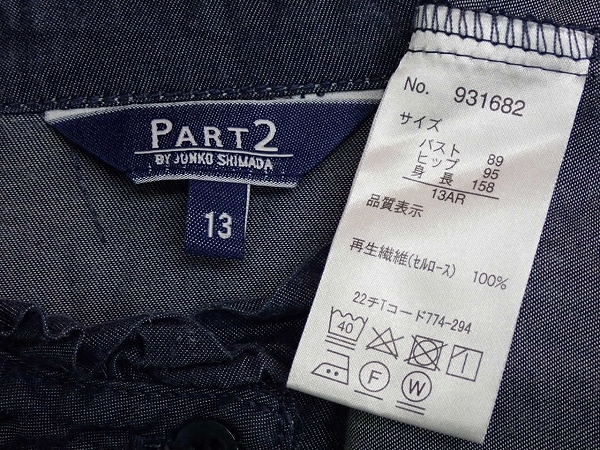 PART2
BY JUNKO SHIMADA
13
No. 931682
サイズ
バスト 89
ヒップ 95
身長 158
13AR
品質表示
再生繊維(セルロース) 100%
22チTコード774-294
40
F
W